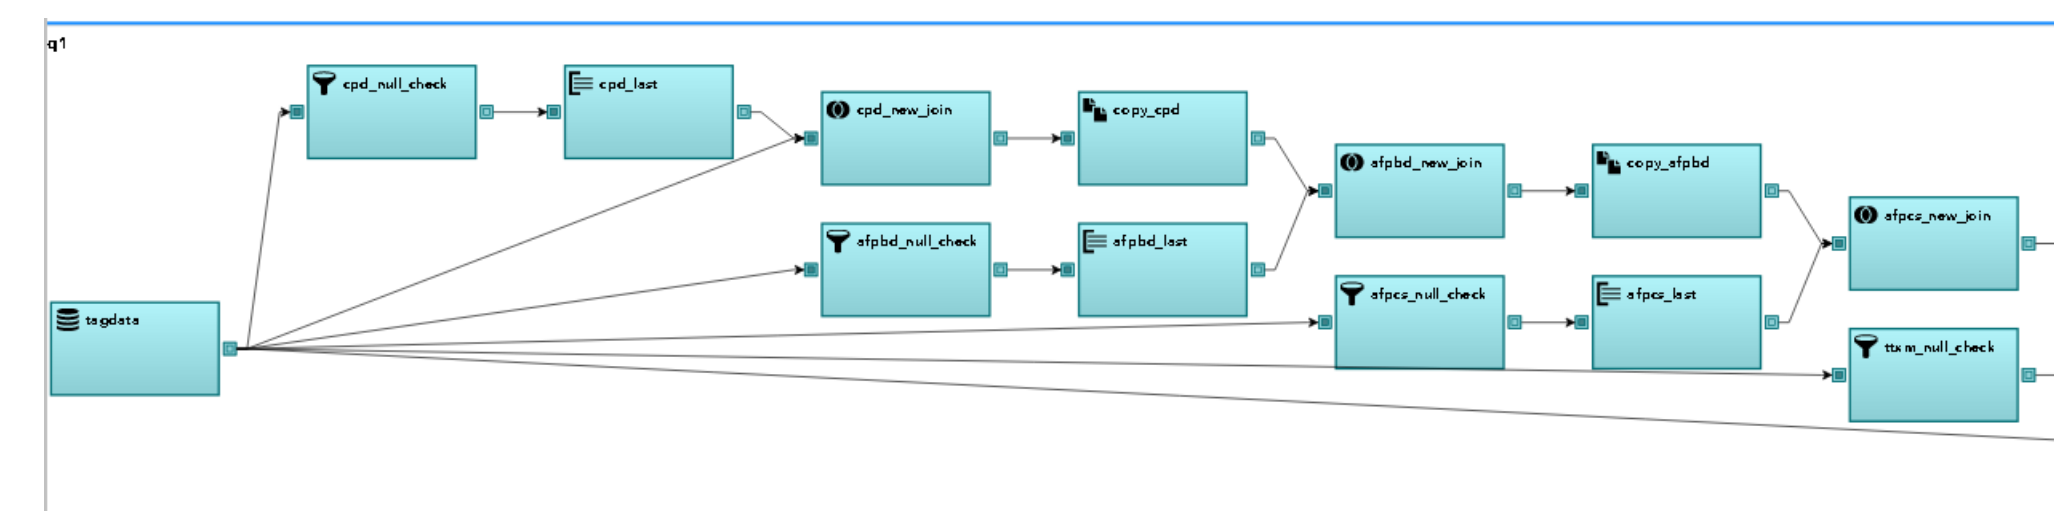 q1
cpd_null_check
cpd_last
cpd_new_join
copy_cpd
afpbd_new_join
copy_afpbd
afpcs_new_join
afpbd_null_check
afpbd_last
afpcs_null_check
afpcs_last
tagdata
ttxm_null_check